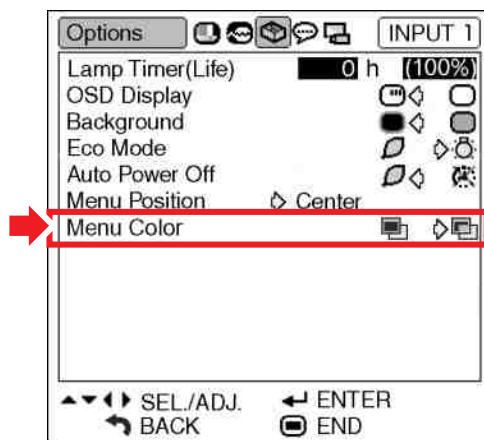 Options INPUT 1
Lamp Timer(Life) 0 h (100%)
OSD Display
Background
Eco Mode
Auto Power Off
Menu Position Center
Menu Color
SEL./ADJ. ENTER
BACK END